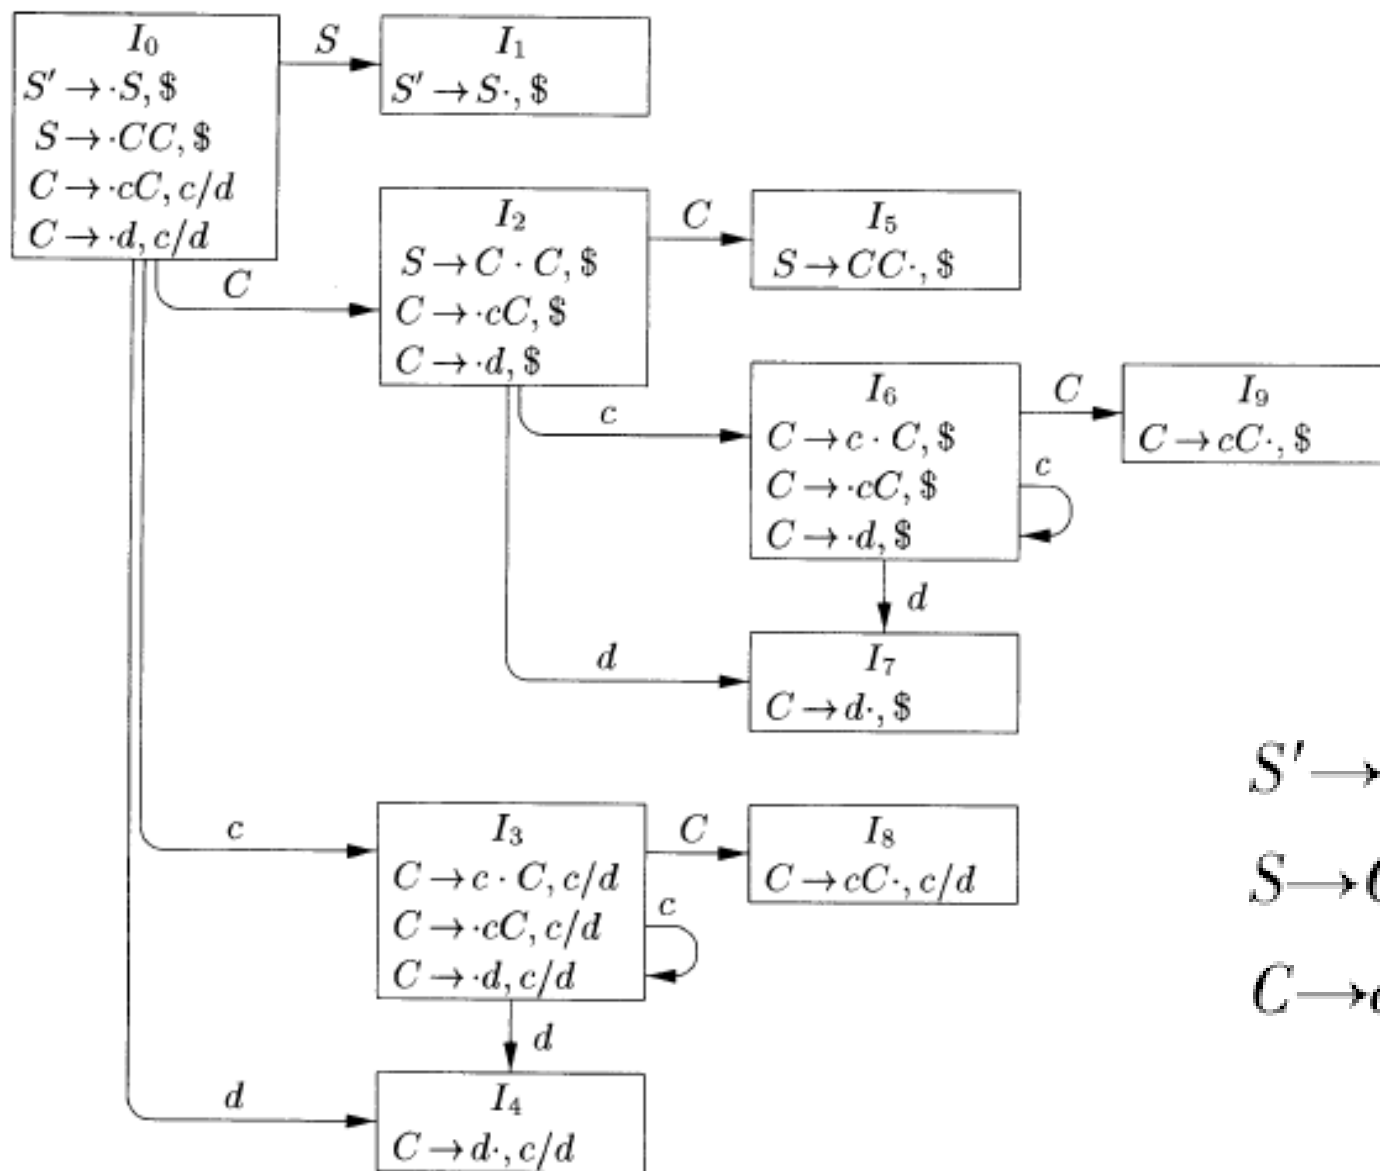 I₀
S′ → ·S, $
S → ·CC, $
C → ·cC, c/d
C → ·d, c/d
S
I₁
S′ → S·, $
C
I₂
S → C · C, $
C → ·cC, $
C → ·d, $
C
I₅
S → CC·, $
c
I₆
C → c · C, $
C → ·cC, $
C → ·d, $
C
I₉
C → cC·, $
c
d
d
I₇
C → d·, $
c
I₃
C → c · C, c/d
C → ·cC, c/d
C → ·d, c/d
C
I₈
C → cC·, c/d
c
d
d
I₄
C → d·, c/d
S′ →
S →
C →